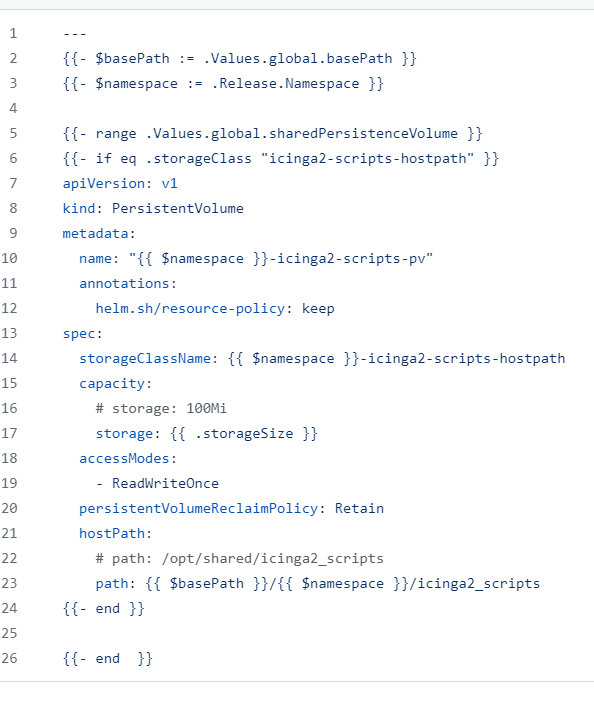 1 ---
2 {{- $basePath := .Values.global.basePath }}
3 {{- $namespace := .Release.Namespace }}
4
5 {{- range .Values.global.sharedPersistenceVolume }}
6 {{- if eq .storageClass "icinga2-scripts-hostpath" }}
7 apiVersion: v1
8 kind: PersistentVolume
9 metadata:
10   name: "{{ $namespace }}-icinga2-scripts-pv"
11   annotations:
12     helm.sh/resource-policy: keep
13 spec:
14   storageClassName: {{ $namespace }}-icinga2-scripts-hostpath
15   capacity:
16     # storage: 100Mi
17     storage: {{ .storageSize }}
18   accessModes:
19     - ReadWriteOnce
20   persistentVolumeReclaimPolicy: Retain
21   hostPath:
22     # path: /opt/shared/icinga2_scripts
23     path: {{ $basePath }}/{{ $namespace }}/icinga2_scripts
24 {{- end }}
25
26 {{- end  }}